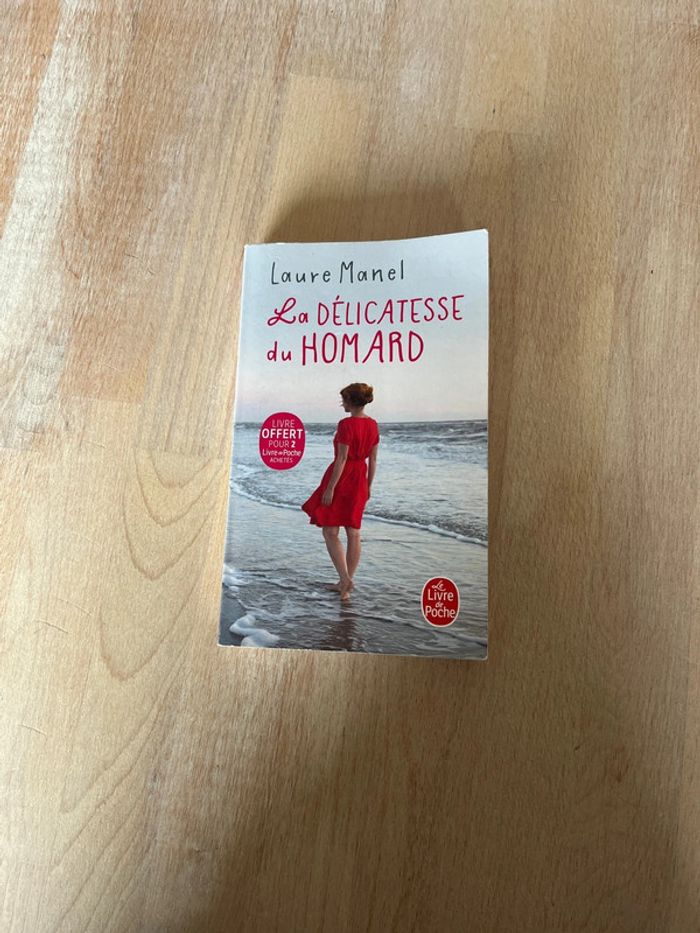 Laure Manel
La DÉLICATESSE
du HOMARD
LIVRE
OFFERT
POUR 2
Livre de Poche
ACHETÉS
Le
Livre
de
Poche